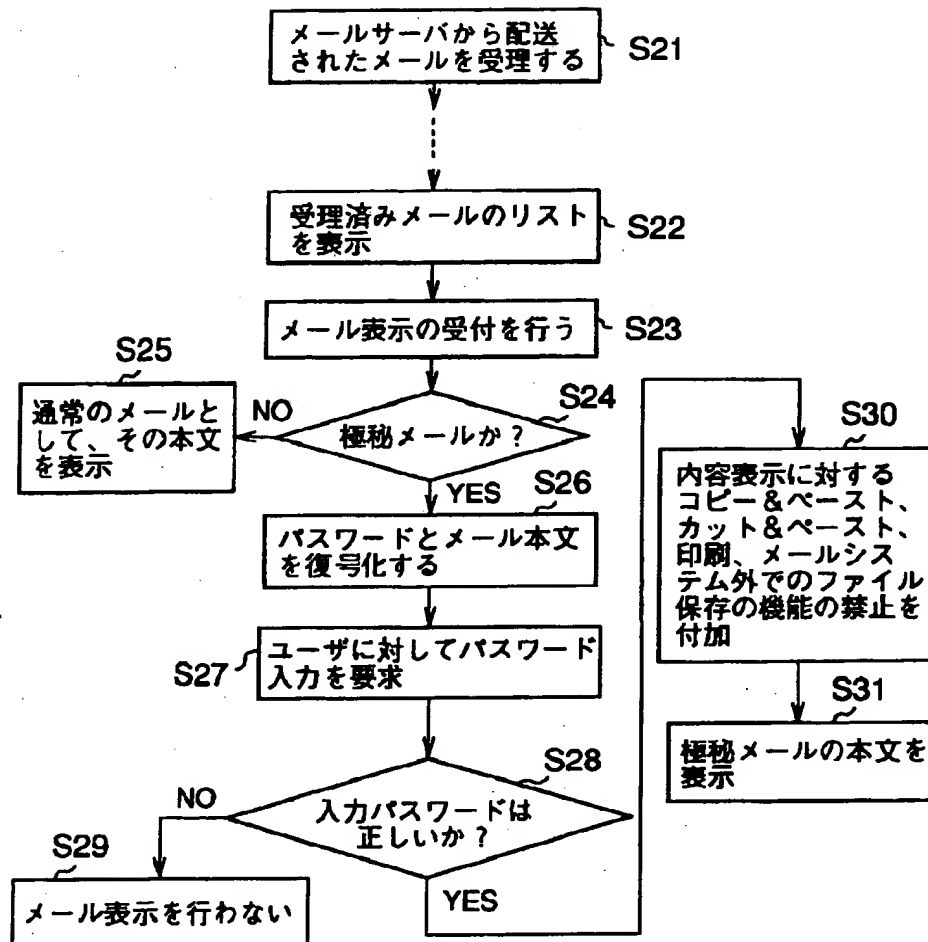 メールサーバから配送
されたメールを受理する
S21
受理済みメールのリスト
を表示
S22
メール表示の受付を行う
S23
S24
極秘メールか?
NO
S25
通常のメールと
して、その本文
を表示
YES
S26
パスワードとメール本文
を復号化する
S27
ユーザに対してパスワード
入力を要求
S28
入力パスワードは
正しいか?
NO
S29
メール表示を行わない
YES
S30
内容表示に対する
コピー&ペースト、
カット&ペースト、
印刷、メールシス
テム外でのファイル
保存の機能の禁止を
付加
S31
極秘メールの本文を
表示